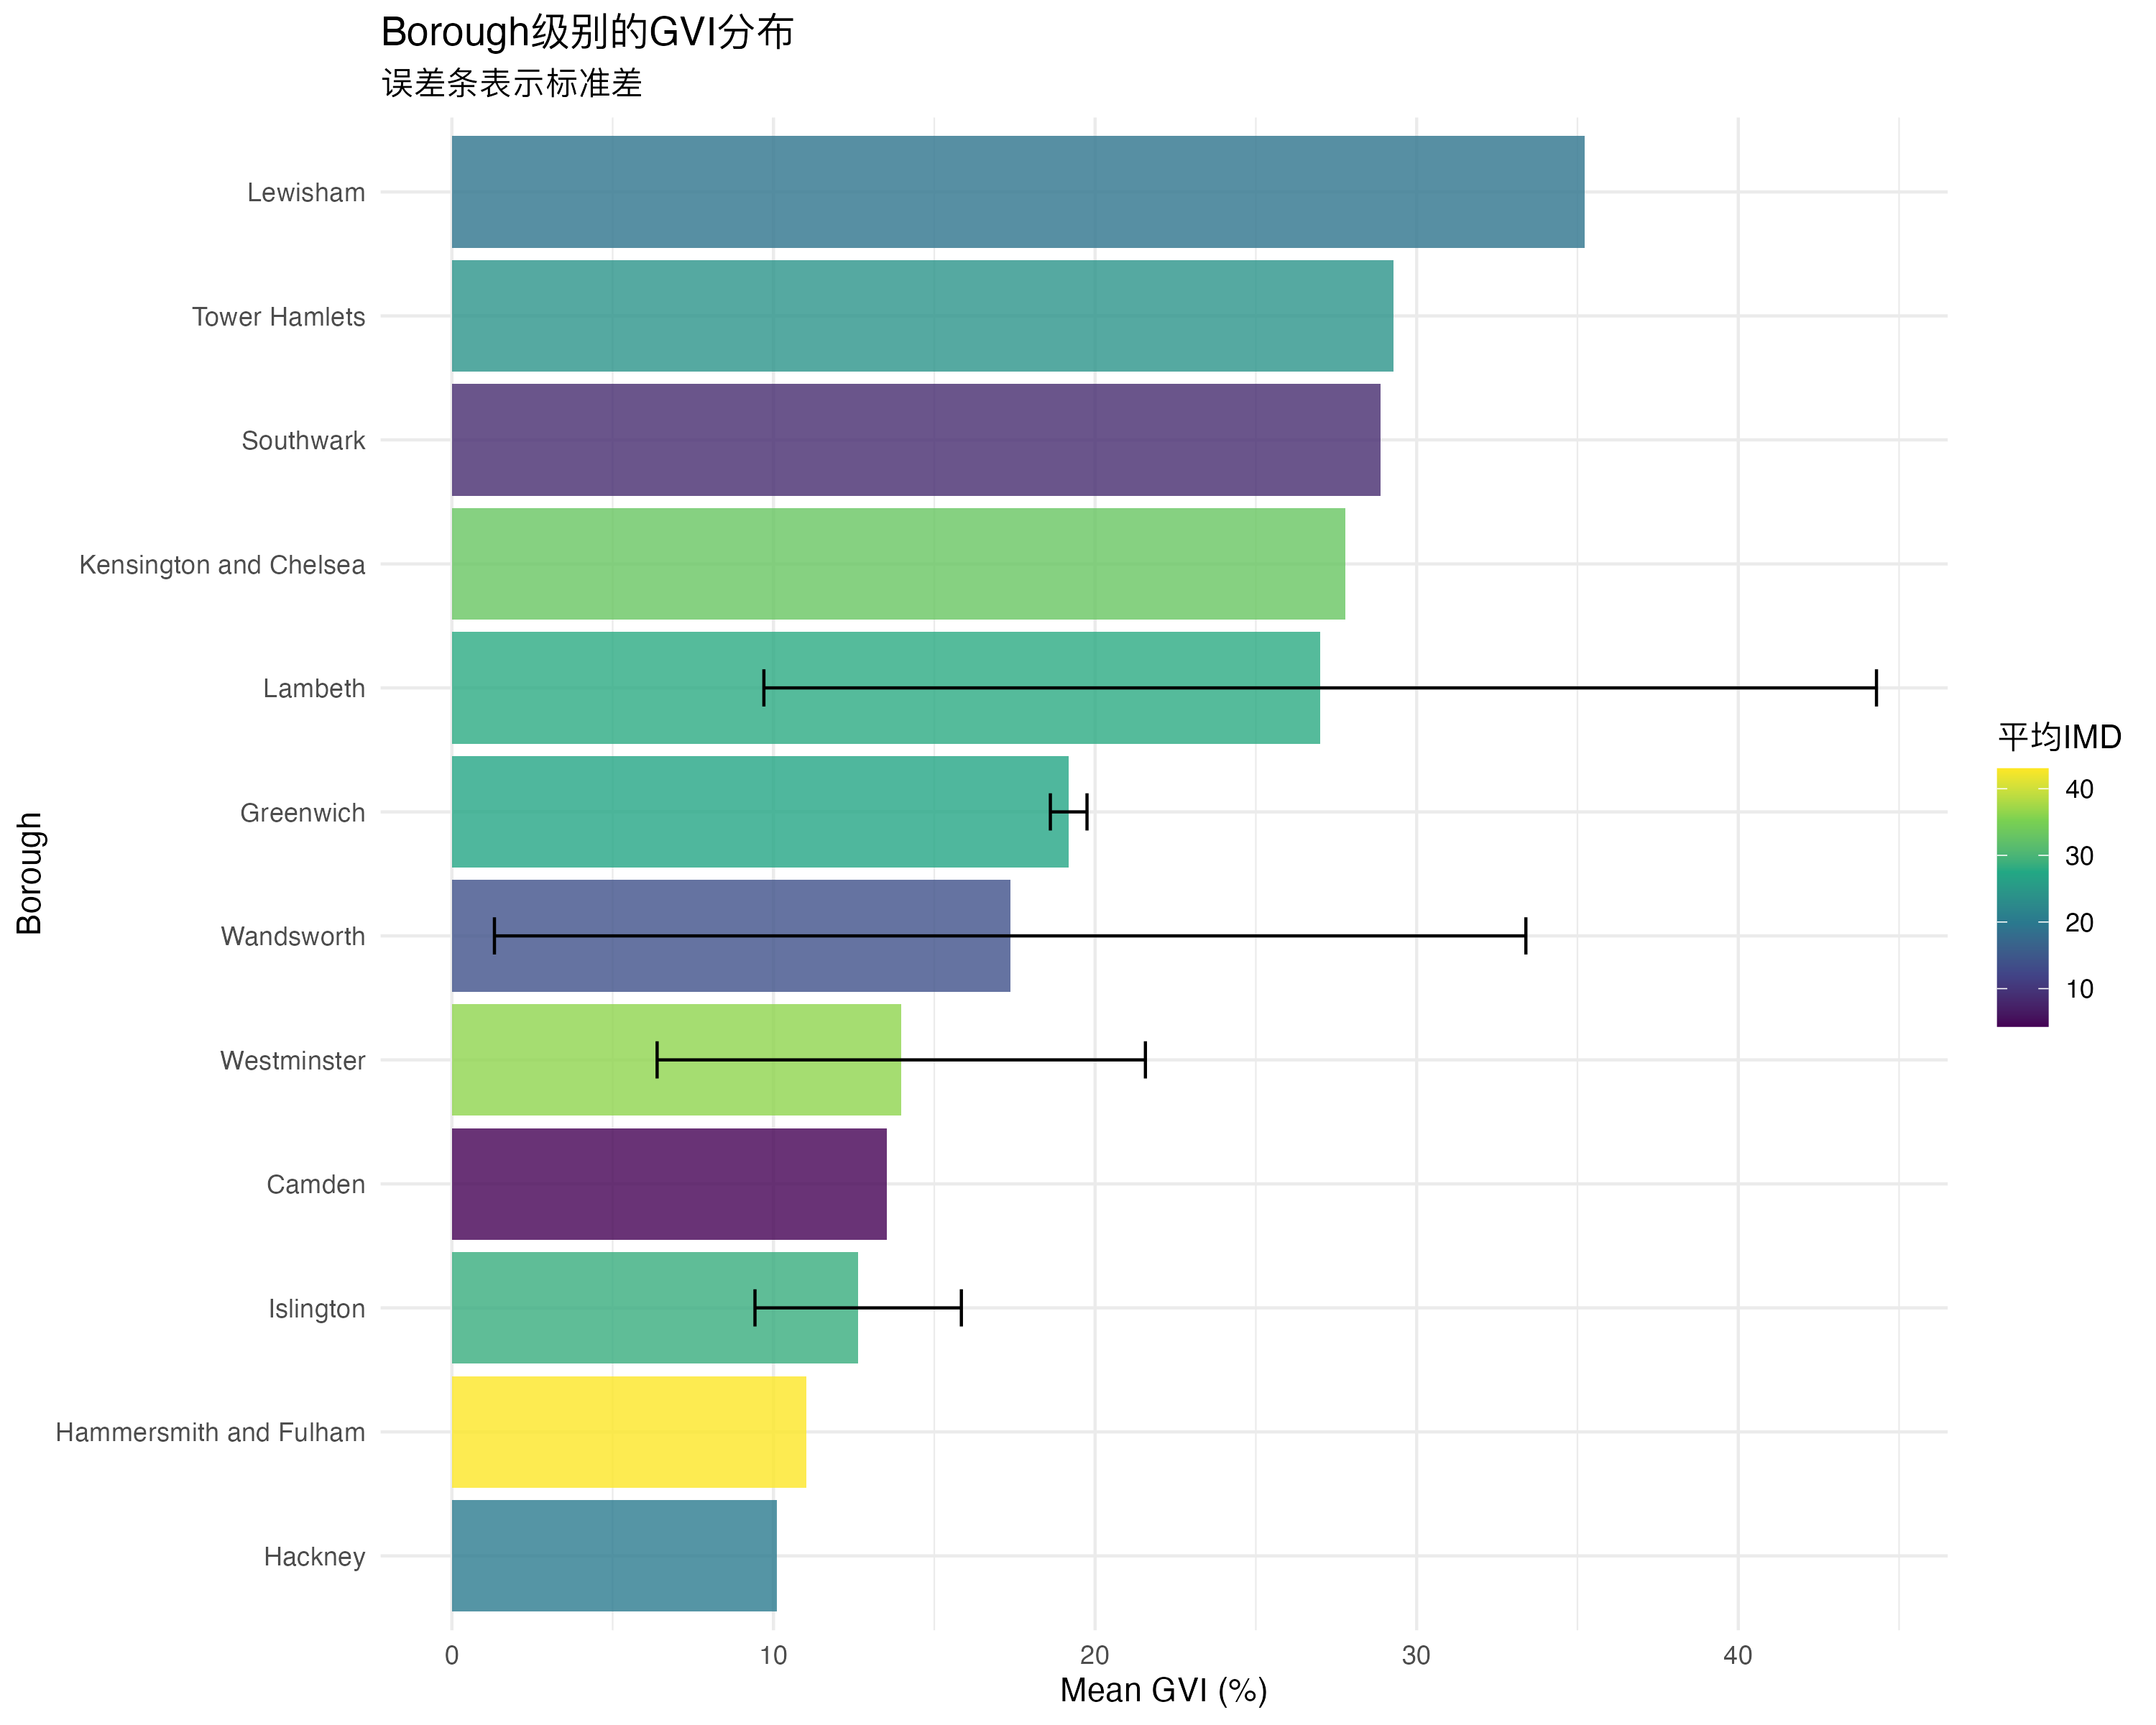 Borough级别的GVI分布
误差条表示标准差
Lewisham
Tower Hamlets
Southwark
Kensington and Chelsea
Lambeth
Greenwich
Wandsworth
Westminster
Camden
Islington
Hammersmith and Fulham
Hackney
Borough
0 10 20 30 40
Mean GVI (%)
平均IMD
40
30
20
10